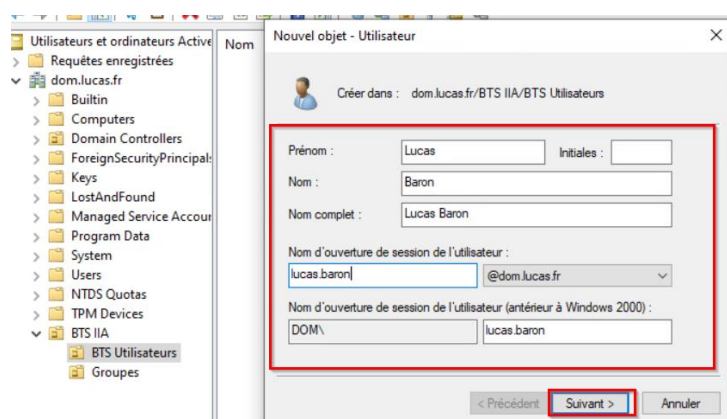 Utilisateurs et ordinateurs Active
Requêtes enregistrées
dom.lucas.fr
Builtin
Computers
Domain Controllers
ForeignSecurityPrincipals
Keys
LostAndFound
Managed Service Accour
Program Data
System
Users
NTDS Quotas
TPM Devices
BTS IIA
BTS Utilisateurs
Groupes
Nom
Nouvel objet - Utilisateur
Créer dans : dom.lucas.fr/BTS IIA/BTS Utilisateurs
Prénom : Lucas Initiales :
Nom : Baron
Nom complet : Lucas Baron
Nom d'ouverture de session de l'utilisateur :
lucas.baron @dom.lucas.fr
Nom d'ouverture de session de l'utilisateur (antérieur à Windows 2000) :
DOM\ lucas.baron
< Précédent Suivant > Annuler